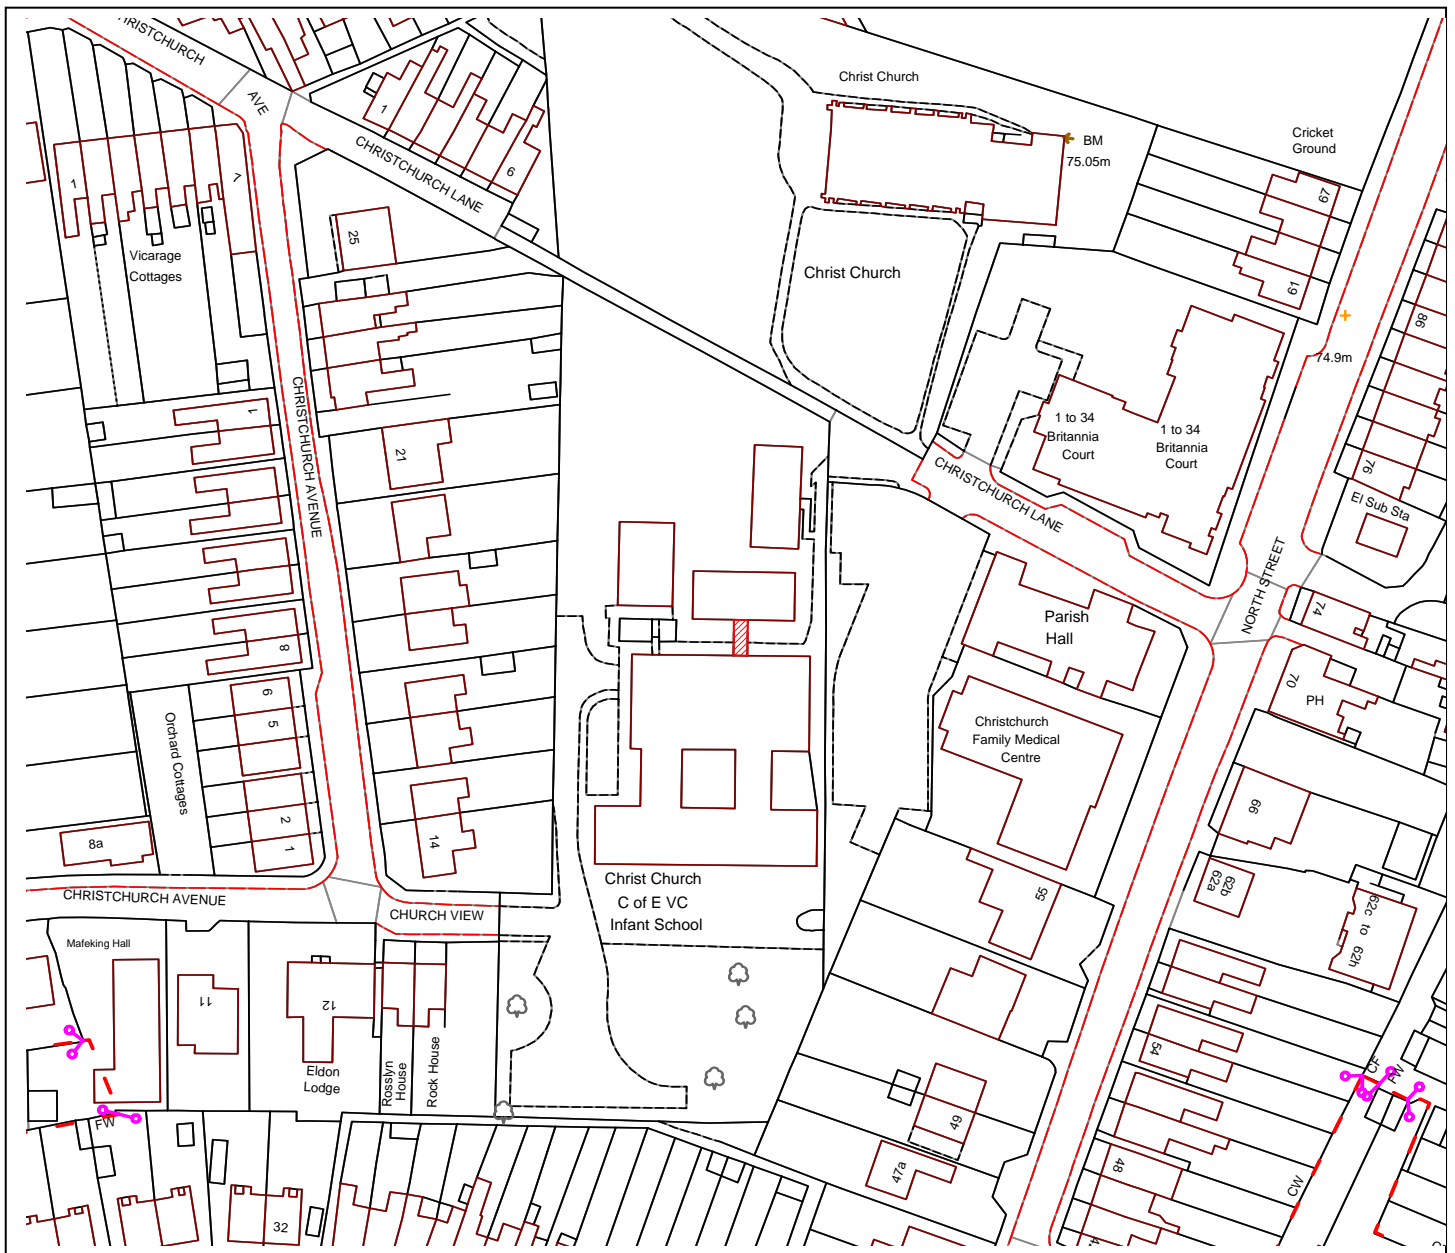 CHRISTCHURCH
AVE
1
6
CHRISTCHURCH LANE
Christ Church
BM
75.05m
Cricket
Ground
67
61
1
7
Vicarage
Cottages
25
Christ Church
74.9m
86
1 to 34
Britannia
Court
1 to 34
Britannia
Court
76
El Sub Sta
1
CHRISTCHURCH AVENUE
21
CHRISTCHURCH LANE
NORTH STREET
74
Parish
Hall
8
6
5
Orchard Cottages
2
1
70
PH
Christchurch
Family Medical
Centre
66
8a
14
CHRISTCHURCH AVENUE
CHURCH VIEW
Christ Church
C of E VC
Infant School
55
62b
62a
62c to 62h
Mafeking Hall
11
12
Eldon
Lodge
Rosslyn
House
Rock House
54
CF
FW
FW
49
47a
48
CW
32